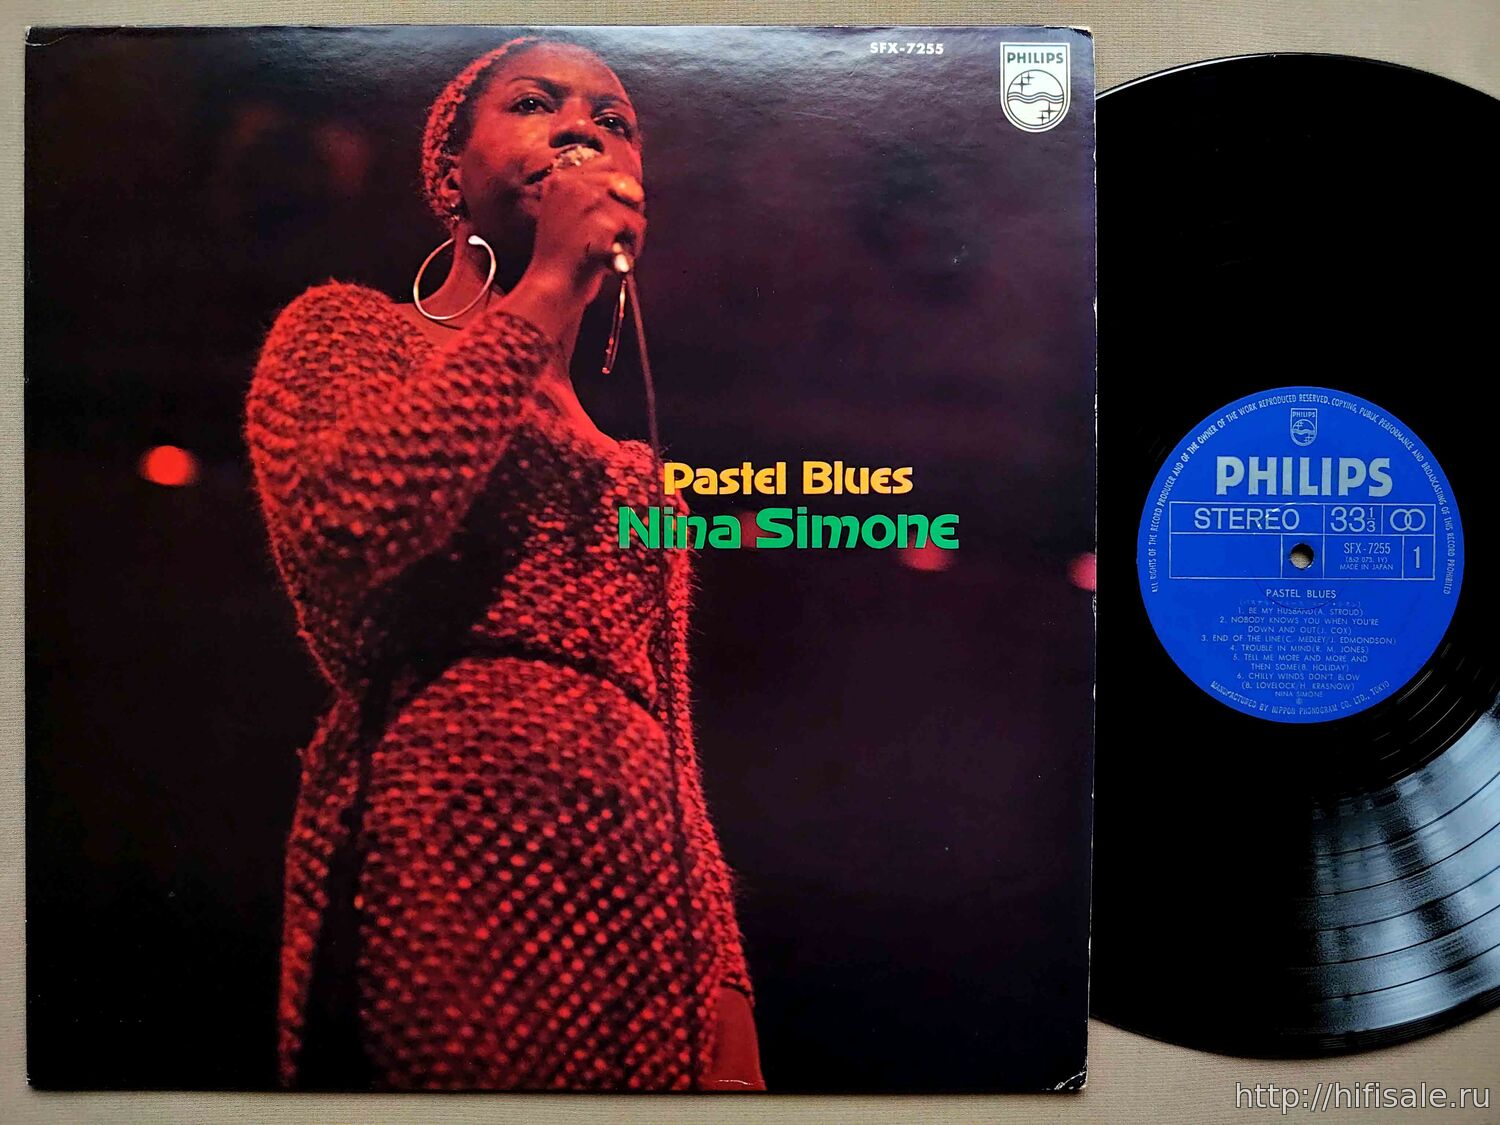 SFX-7255
PHILIPS
Pastel Blues
Nina Simone
ALL RIGHTS OF THE RECORD PRODUCER AND OF THE OWNER OF THE WORK REPRODUCED RESERVED. COPYING, PUBLIC PERFORMANCE AND BROADCASTING OF THIS RECORD PROHIBITED
PHILIPS
PHILIPS
STEREO 33 1/3
SFX-7255
(852 073. 1Y)
MADE IN JAPAN
1
PASTEL BLUES
1. BE MY HUSBAND(A. STROUD)
2. NOBODY KNOWS YOU WHEN YOU'RE
DOWN AND OUT(J. COX)
3. END OF THE LINE(C. MEDLEY/J. EDMONDSON)
4. TROUBLE IN MIND(R. M. JONES)
5. TELL ME MORE AND MORE AND
THEN SOME(B. HOLIDAY)
6. CHILLY WINDS DON'T BLOW
(B. LOVELOCK/H. KRASNOW)
NINA SIMONE
Ⓟ
MANUFACTURED BY NIPPON PHONOGRAM CO. LTD., TOKYO
http://hifisale.ru